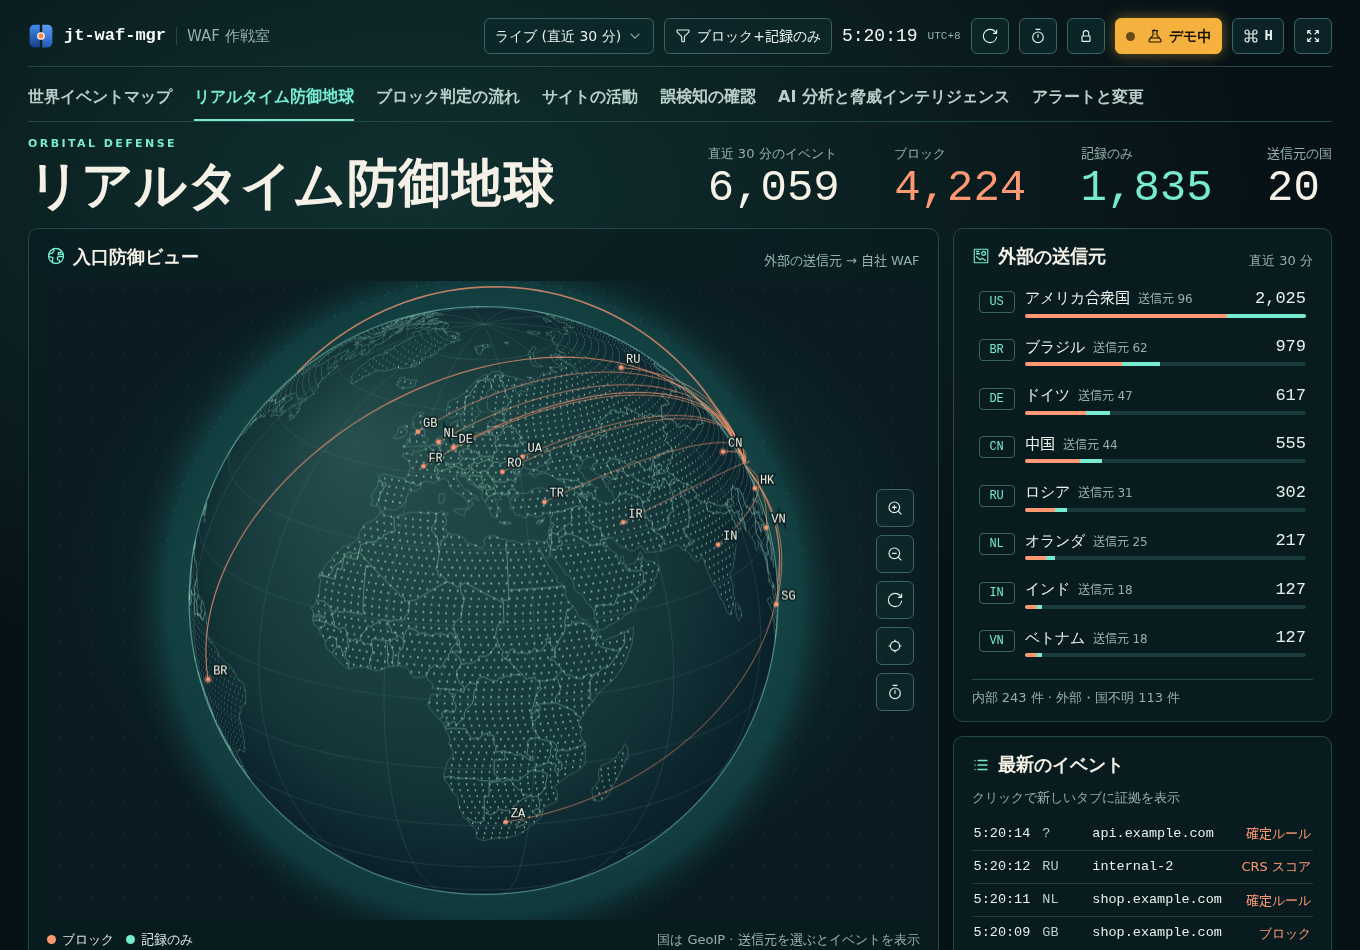 jt-waf-mgr WAF 作戦室 ライブ (直近 30 分) ブロック+記録のみ 5:20:19 UTC+8 デモ中 ⌘ H
世界イベントマップ リアルタイム防御地球 ブロック判定の流れ サイトの活動 誤検知の確認 AI 分析と脅威インテリジェンス アラートと変更
ORBITAL DEFENSE
リアルタイム防御地球
直近 30 分のイベント
6,059
ブロック
4,224
記録のみ
1,835
送信元の国
20
入口防御ビュー
外部の送信元 → 自社 WAF
RU
GB
NL
DE
FR
UA
RO
TR
IR
CN
HK
VN
IN
SG
BR
ZA
ブロック 記録のみ
国は GeoIP · 送信元を選ぶとイベントを表示
外部の送信元 直近 30 分
US アメリカ合衆国 送信元 96 2,025
BR ブラジル 送信元 62 979
DE ドイツ 送信元 47 617
CN 中国 送信元 44 555
RU ロシア 送信元 31 302
NL オランダ 送信元 25 217
IN インド 送信元 18 127
VN ベトナム 送信元 18 127
内部 243 件 · 外部・国不明 113 件
最新のイベント
クリックで新しいタブに証拠を表示
5:20:14 ? api.example.com 確定ルール
5:20:12 RU internal-2 CRS スコア
5:20:11 NL shop.example.com 確定ルール
5:20:09 GB shop.example.com ブロック